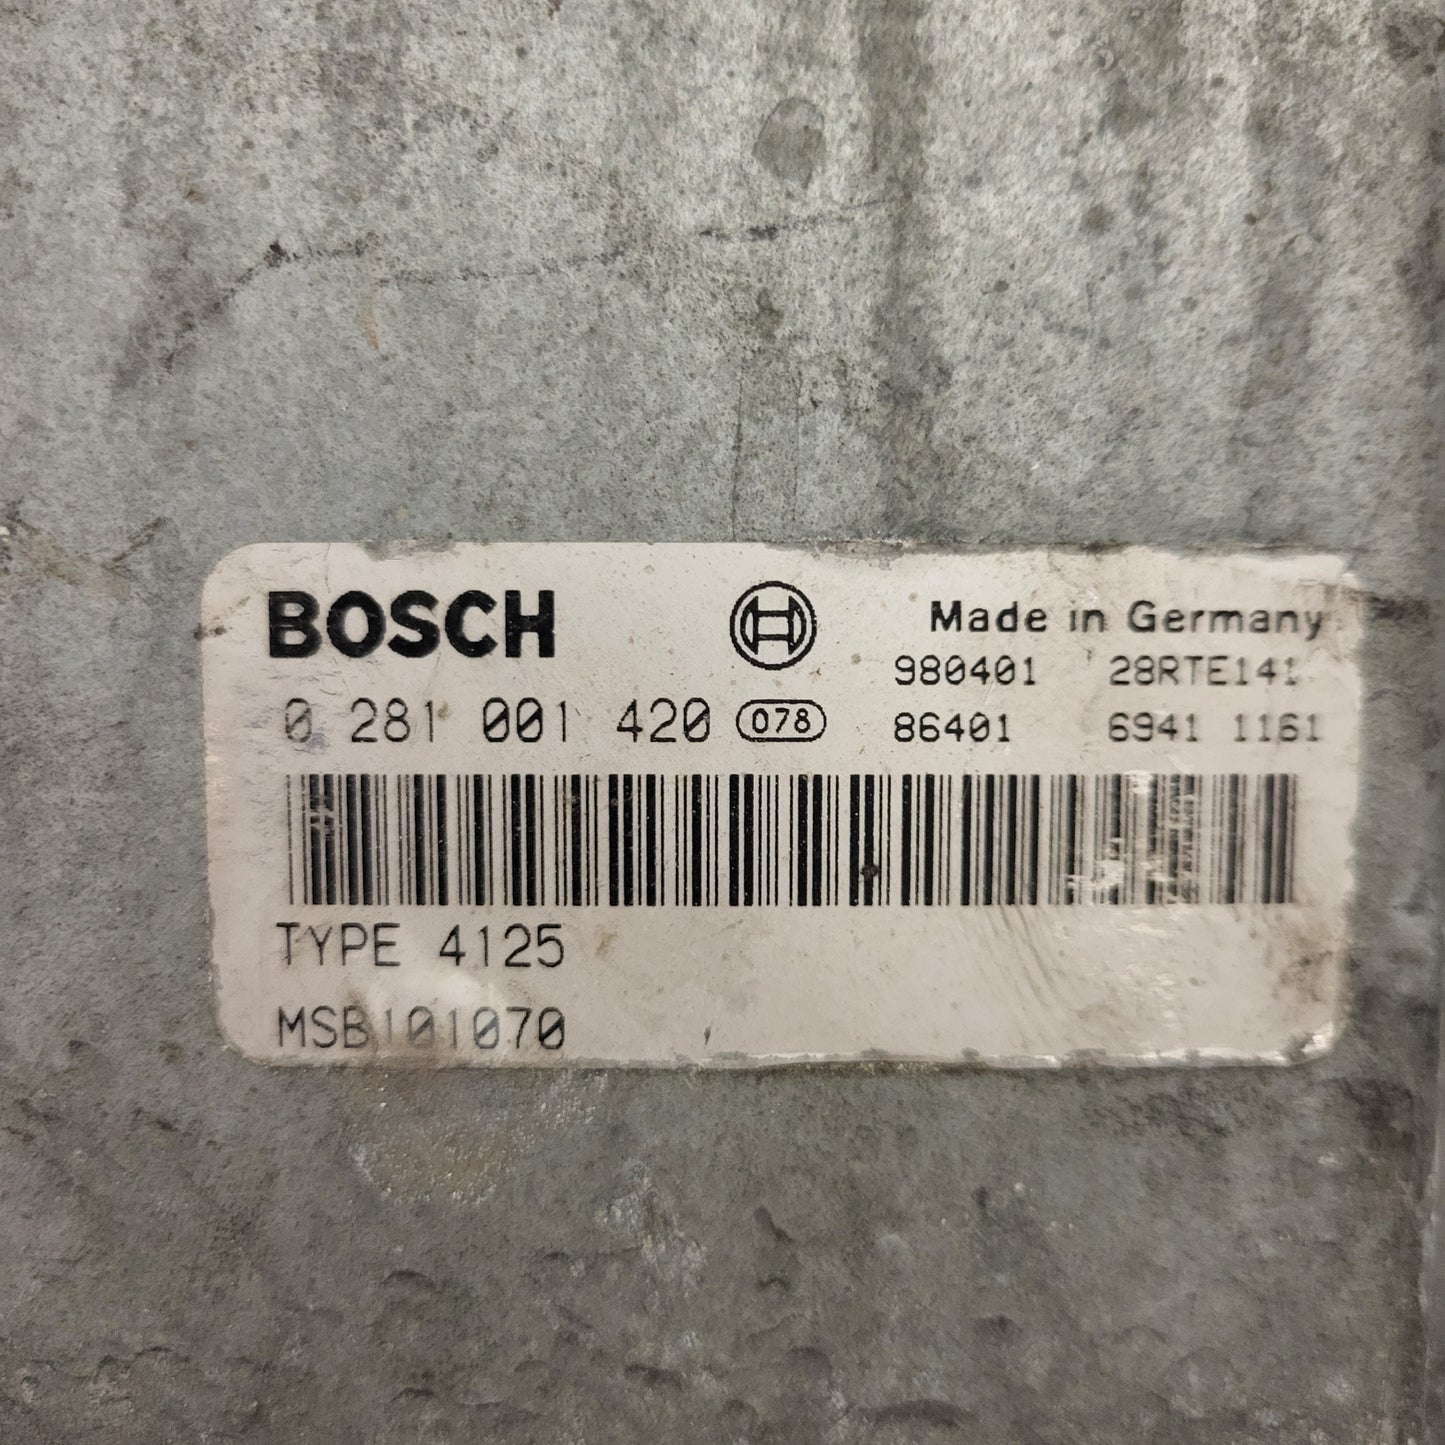 BOSCH
Made in Germany
980401 28RTE141
0 281 001 420 078 86401 6941 1161
TYPE 4125
MSB101070